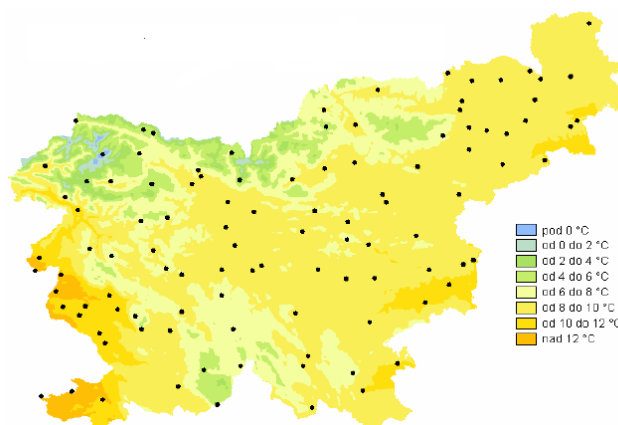 pod 0 °C
od 0 do 2 °C
od 2 do 4 °C
od 4 do 6 °C
od 6 do 8 °C
od 8 do 10 °C
od 10 do 12 °C
nad 12 °C